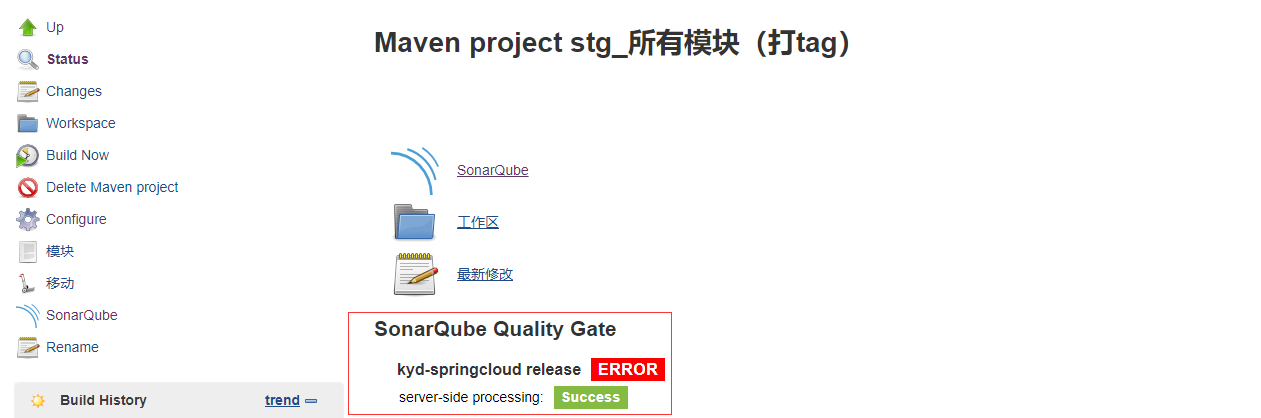 Up
Status
Changes
Workspace
Build Now
Delete Maven project
Configure
模块
移动
SonarQube
Rename
Build History trend
Maven project stg_所有模块（打tag）
SonarQube
工作区
最新修改
SonarQube Quality Gate
kyd-springcloud release ERROR
server-side processing: Success